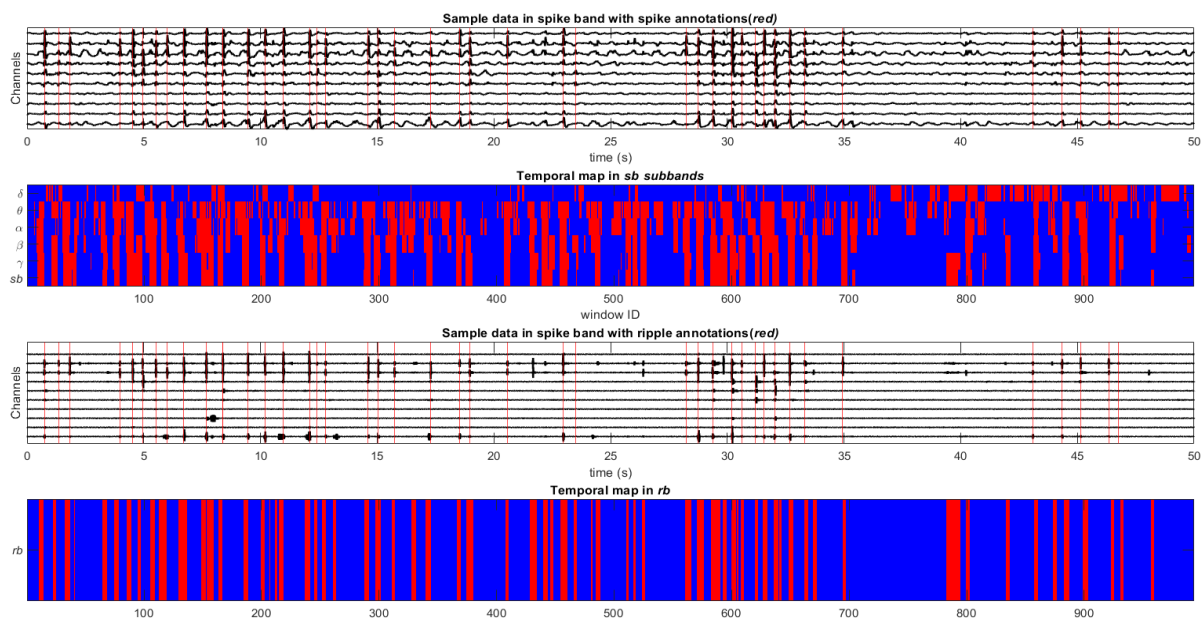 Sample data in spike band with spike annotations(red)
Channels
0 5 10 15 20 25 30 35 40 45 50
time (s)
Temporal map in sb subbands
δ
θ
α
β
γ
sb
100 200 300 400 500 600 700 800 900
window ID
Sample data in spike band with ripple annotations(red)
Channels
0 5 10 15 20 25 30 35 40 45 50
time (s)
Temporal map in rb
rb
100 200 300 400 500 600 700 800 900